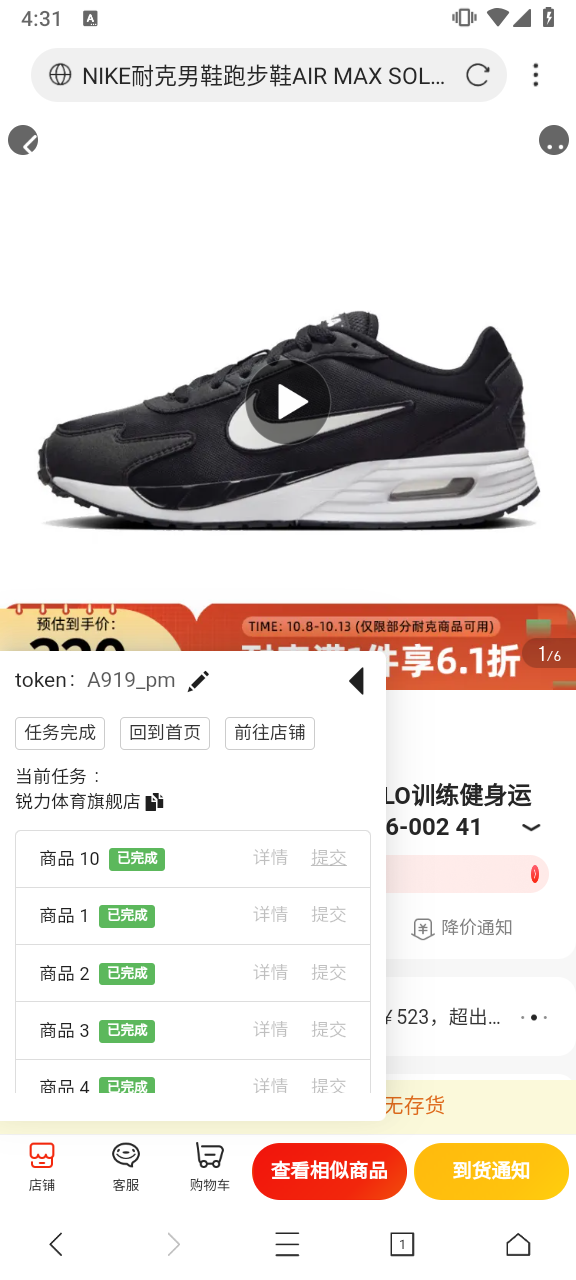 4:31
NIKE耐克男鞋跑步鞋AIR MAX SOL...
预估到手价：
TIME: 10.8-10.13 (仅限部分耐克商品可用)
件享6.1折
1/6
token： A919_pm
任务完成 回到首页 前往店铺
当前任务：
锐力体育旗舰店
LO训练健身运
6-002 41
商品 10 已完成 详情 提交
商品 1 已完成 详情 提交
降价通知
商品 2 已完成 详情 提交
商品 3 已完成 详情 提交
￥523，超出...
商品 4 已完成 详情 提交
无存货
店铺 客服 购物车 查看相似商品 到货通知
1